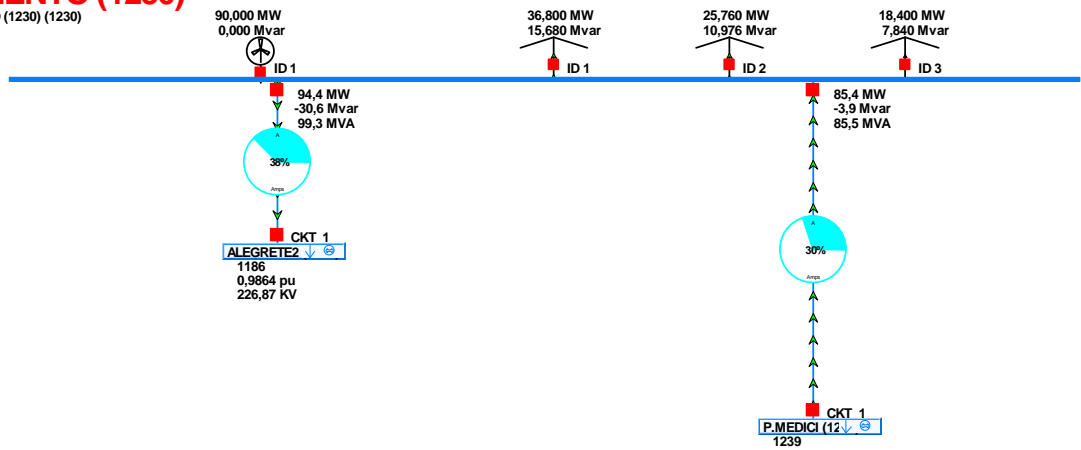 (1230) (1230)
90,000 MW
0,000 Mvar
36,800 MW
15,680 Mvar
25,760 MW
10,976 Mvar
18,400 MW
7,840 Mvar
ID 1
ID 1
ID 2
ID 3
94,4 MW
-30,6 Mvar
99,3 MVA
85,4 MW
-3,9 Mvar
85,5 MVA
A
38%
Amps
A
30%
Amps
CKT 1
ALEGRETE2
1186
0,9864 pu
226,87 KV
CKT 1
P.MEDICI (12
1239